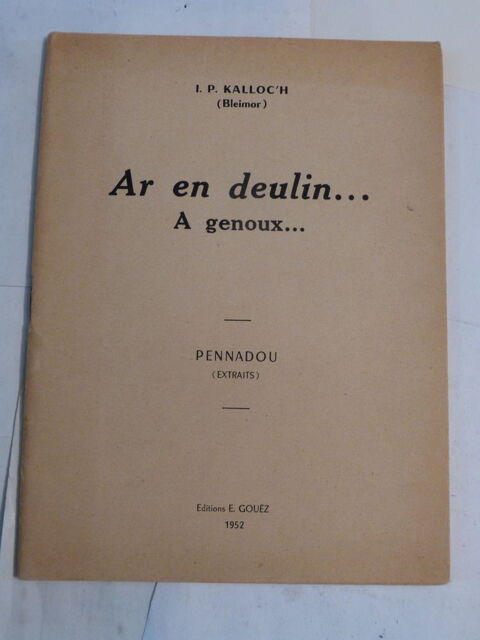 I. P. KALLOC'H
(Bleimor)
Ar en deulin...
A genoux...
PENNADOU
(EXTRAITS)
Editions E. GOUEZ
1952